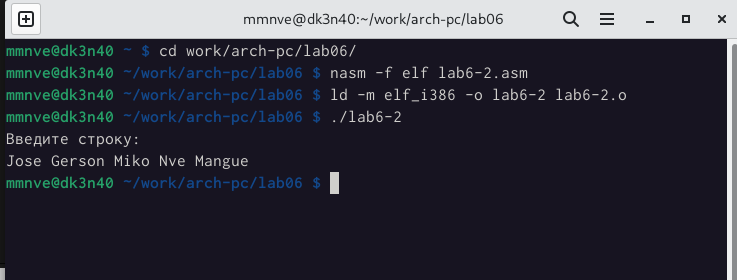 mmnve@dk3n40:~/work/arch-pc/lab06
mmnve@dk3n40 ~ $ cd work/arch-pc/lab06/
mmnve@dk3n40 ~/work/arch-pc/lab06 $ nasm -f elf lab6-2.asm
mmnve@dk3n40 ~/work/arch-pc/lab06 $ ld -m elf_i386 -o lab6-2 lab6-2.o
mmnve@dk3n40 ~/work/arch-pc/lab06 $ ./lab6-2
Введите строку:
Jose Gerson Miko Nve Mangue
mmnve@dk3n40 ~/work/arch-pc/lab06 $